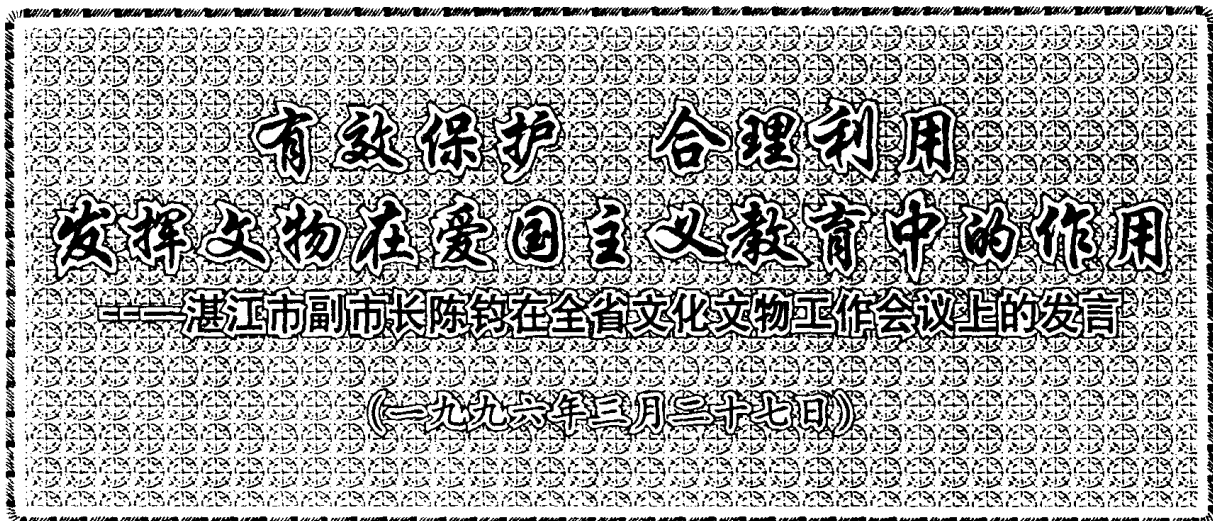 有效保护 合理利用
发挥文物在爱国主义教育中的作用
——湛江市副市长陈钧在全省文化文物工作会议上的发言
(一九九六年三月二十七日)